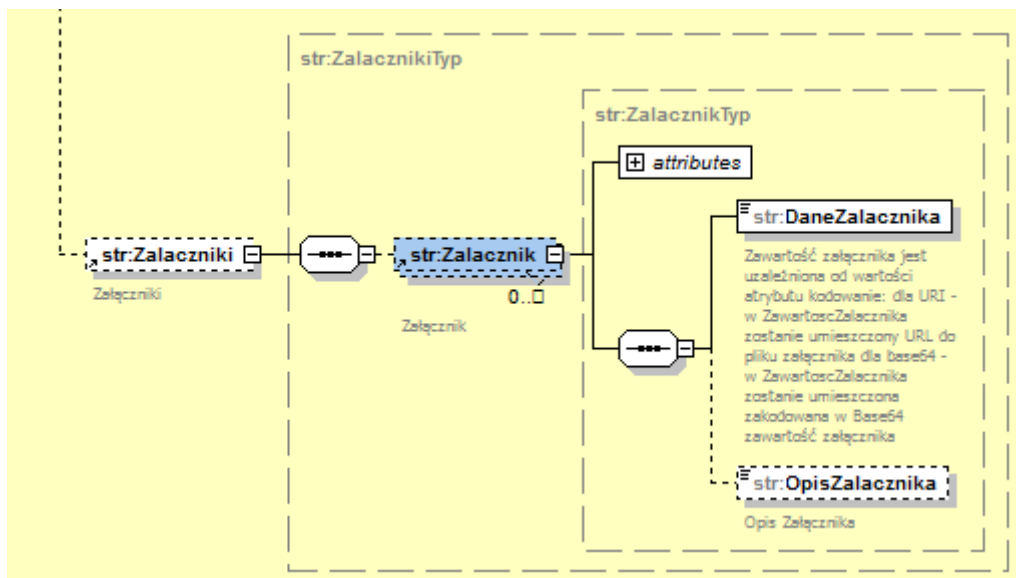 str:ZalacznikiTyp
str:ZalacznikTyp
attributes
str:DaneZalacznika
Zawartość załącznika jest
uzależniona od wartości
atrybutu kodowanie: dla URI -
w ZawartoscZalacznika
zostanie umieszczony URL do
pliku załącznika dla base64 -
w ZawartoscZalacznika
zostanie umieszczona
zakodowana w Base64
zawartość załącznika
str:Zalaczniki
Załączniki
str:Zalacznik
0..□
Załącznik
str:OpisZalacznika
Opis Załącznika